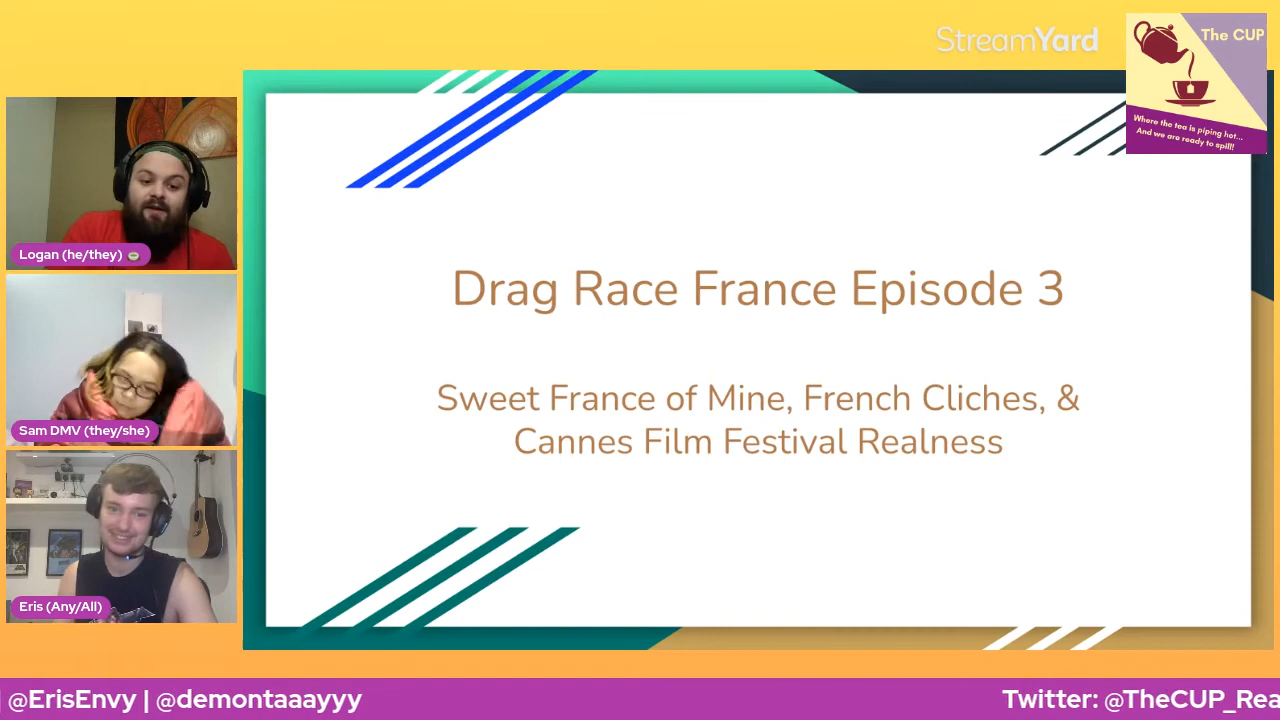 StreamYard
The CUP
Where the tea is piping hot...
And we are ready to spill!
Logan (he/they)
Sam DMV (they/she)
Eris (Any/All)
Drag Race France Episode 3
Sweet France of Mine, French Cliches, &
Cannes Film Festival Realness
| @ErisEnvy | @demontaaayyy
Twitter: @TheCUP_Rea